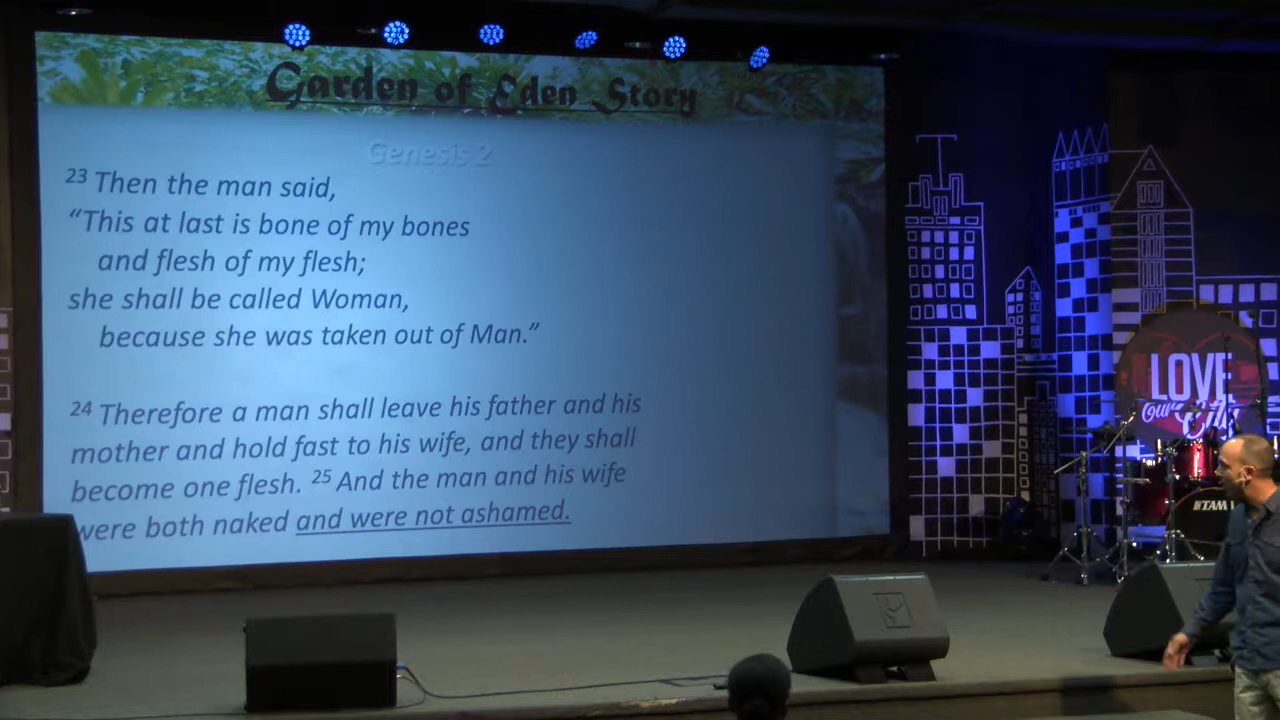 Garden of Eden Story
Genesis 2
23 Then the man said,
“This at last is bone of my bones
and flesh of my flesh;
she shall be called Woman,
because she was taken out of Man.”
24 Therefore a man shall leave his father and his
mother and hold fast to his wife, and they shall
become one flesh. 25 And the man and his wife
were both naked and were not ashamed.
LOVE
Our City